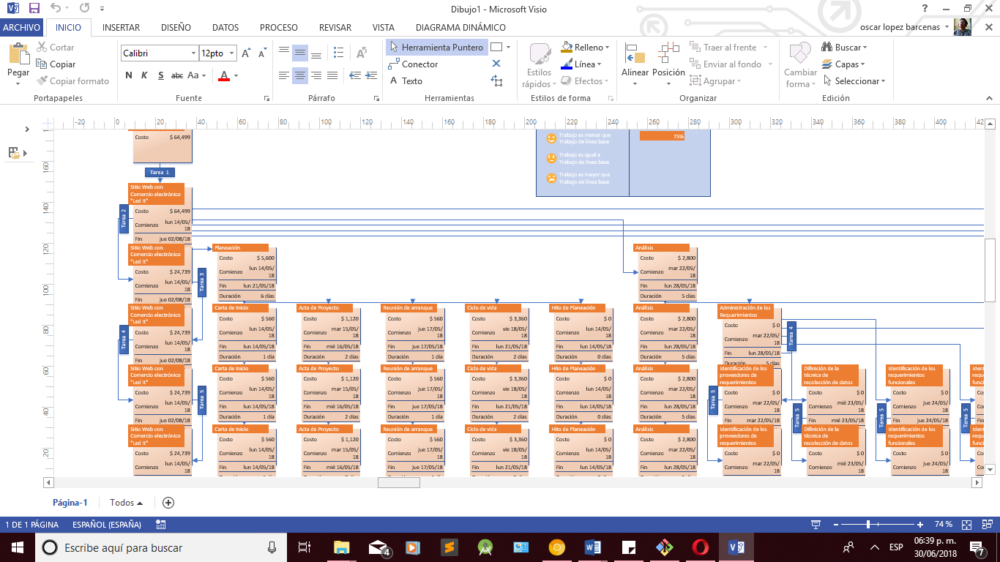 Dibujo1 - Microsoft Visio
ARCHIVO INICIO INSERTAR DISEÑO DATOS PROCESO REVISAR VISTA DIAGRAMA DINÁMICO oscar lopez barcenas
Pegar
Cortar
Copiar
Copiar formato
Portapapeles
Calibri 12pto
N K S abc Aa A
Fuente
Párrafo
Herramienta Puntero
Conector
Texto
Herramientas
Estilos rápidos
Relleno
Línea
Efectos
Estilos de forma
Alinear Posición
Traer al frente
Enviar al fondo
Agrupar
Organizar
Cambiar forma
Buscar
Capas
Seleccionar
Edición
-20 0 20 40 60 80 100 120 140 160 180 200 220 240 260 280 300 320 340 360 380 400
160
140
120
100
80
60
40
20
Costo $ 64,499
Tarea 1
Trabajo es menor que
Trabajo de línea base
75%
Trabajo es igual a
Trabajo de línea base
Trabajo es mayor que
Trabajo de línea base
Sitio Web con
Comercio electrónico
"Led It"
Costo $ 64,499
Comienzo lun 14/05/18
Fin jue 02/08/18
Tarea 2
Sitio Web con
Comercio electrónico
"Led It"
Costo $ 24,739
Comienzo lun 14/05/18
Fin jue 02/08/18
Tarea 3
Planeación
Costo $ 5,600
Comienzo lun 14/05/18
Fin lun 21/05/18
Duración 6 días
Análisis
Costo $ 2,800
Comienzo mar 22/05/18
Fin lun 28/05/18
Duración 5 días
Sitio Web con
Comercio electrónico
"Led It"
Costo $ 24,739
Comienzo lun 14/05/18
Fin jue 02/08/18
Tarea 4
Carta de Inicio
Costo $ 560
Comienzo lun 14/05/18
Fin lun 14/05/18
Duración 1 día
Acta de Proyecto
Costo $ 1,120
Comienzo mar 15/05/18
Fin mié 16/05/18
Duración 2 días
Reunión de arranque
Costo $ 560
Comienzo jue 17/05/18
Fin jue 17/05/18
Duración 1 día
Ciclo de vida
Costo $ 3,360
Comienzo vie 18/05/18
Fin lun 21/05/18
Duración 2 días
Hito de Planeación
Costo $ 0
Comienzo lun 14/05/18
Fin lun 14/05/18
Duración 0 días
Análisis
Costo $ 2,800
Comienzo mar 22/05/18
Fin lun 28/05/18
Duración 5 días
Administración de los
Requerimientos
Costo $ 0
Comienzo mar 22/05/18
Fin lun 28/05/18
Duración 5 días
Tarea 4
Sitio Web con
Comercio electrónico
"Led It"
Costo $ 24,739
Comienzo lun 14/05/18
Fin jue 02/08/18
Tarea 5
Carta de Inicio
Costo $ 560
Comienzo lun 14/05/18
Fin lun 14/05/18
Duración 1 día
Acta de Proyecto
Costo $ 1,120
Comienzo mar 15/05/18
Fin mié 16/05/18
Duración 2 días
Reunión de arranque
Costo $ 560
Comienzo jue 17/05/18
Fin jue 17/05/18
Duración 1 día
Ciclo de vida
Costo $ 3,360
Comienzo vie 18/05/18
Fin lun 21/05/18
Duración 2 días
Hito de Planeación
Costo $ 0
Comienzo lun 14/05/18
Fin lun 14/05/18
Duración 0 días
Análisis
Costo $ 2,800
Comienzo mar 22/05/18
Fin lun 28/05/18
Duración 5 días
Tarea 5
Identificación de los
proveedores de
requerimientos
Costo $ 0
Comienzo mar 22/05/18
Fin mar 22/05/18
Tarea 5
Difinición de la
técnica de
recolección de datos
Costo $ 0
Comienzo mié 23/05/18
Fin mié 23/05/18
Tarea 5
Identificación de los
requerimientos
funcionales
Costo $ 0
Comienzo jue 24/05/18
Fin jue 24/05/18
Tarea 5
Sitio Web con
Comercio electrónico
"Led It"
Costo $ 24,739
Comienzo lun 14/05/18
Carta de Inicio
Costo $ 560
Comienzo lun 14/05/18
Fin lun 14/05/18
Acta de Proyecto
Costo $ 1,120
Comienzo mar 15/05/18
Fin mié 16/05/18
Reunión de arranque
Costo $ 560
Comienzo jue 17/05/18
Fin jue 17/05/18
Ciclo de vida
Costo $ 3,360
Comienzo vie 18/05/18
Fin lun 21/05/18
Hito de Planeación
Costo $ 0
Comienzo lun 14/05/18
Fin lun 14/05/18
Análisis
Costo $ 2,800
Comienzo mar 22/05/18
Fin lun 28/05/18
Identificación de los
proveedores de
requerimientos
Costo $ 0
Comienzo mar 22/05/18
Difinición de la
técnica de
recolección de datos
Costo $ 0
Comienzo mié 23/05/18
Identificación de los
requerimientos
funcionales
Costo $ 0
Comienzo jue 24/05/18
Página-1 Todos
1 DE 1 PÁGINA ESPAÑOL (ESPAÑA) 74 %
Escribe aquí para buscar
4
ESP
06:39 p. m.
30/06/2018
7